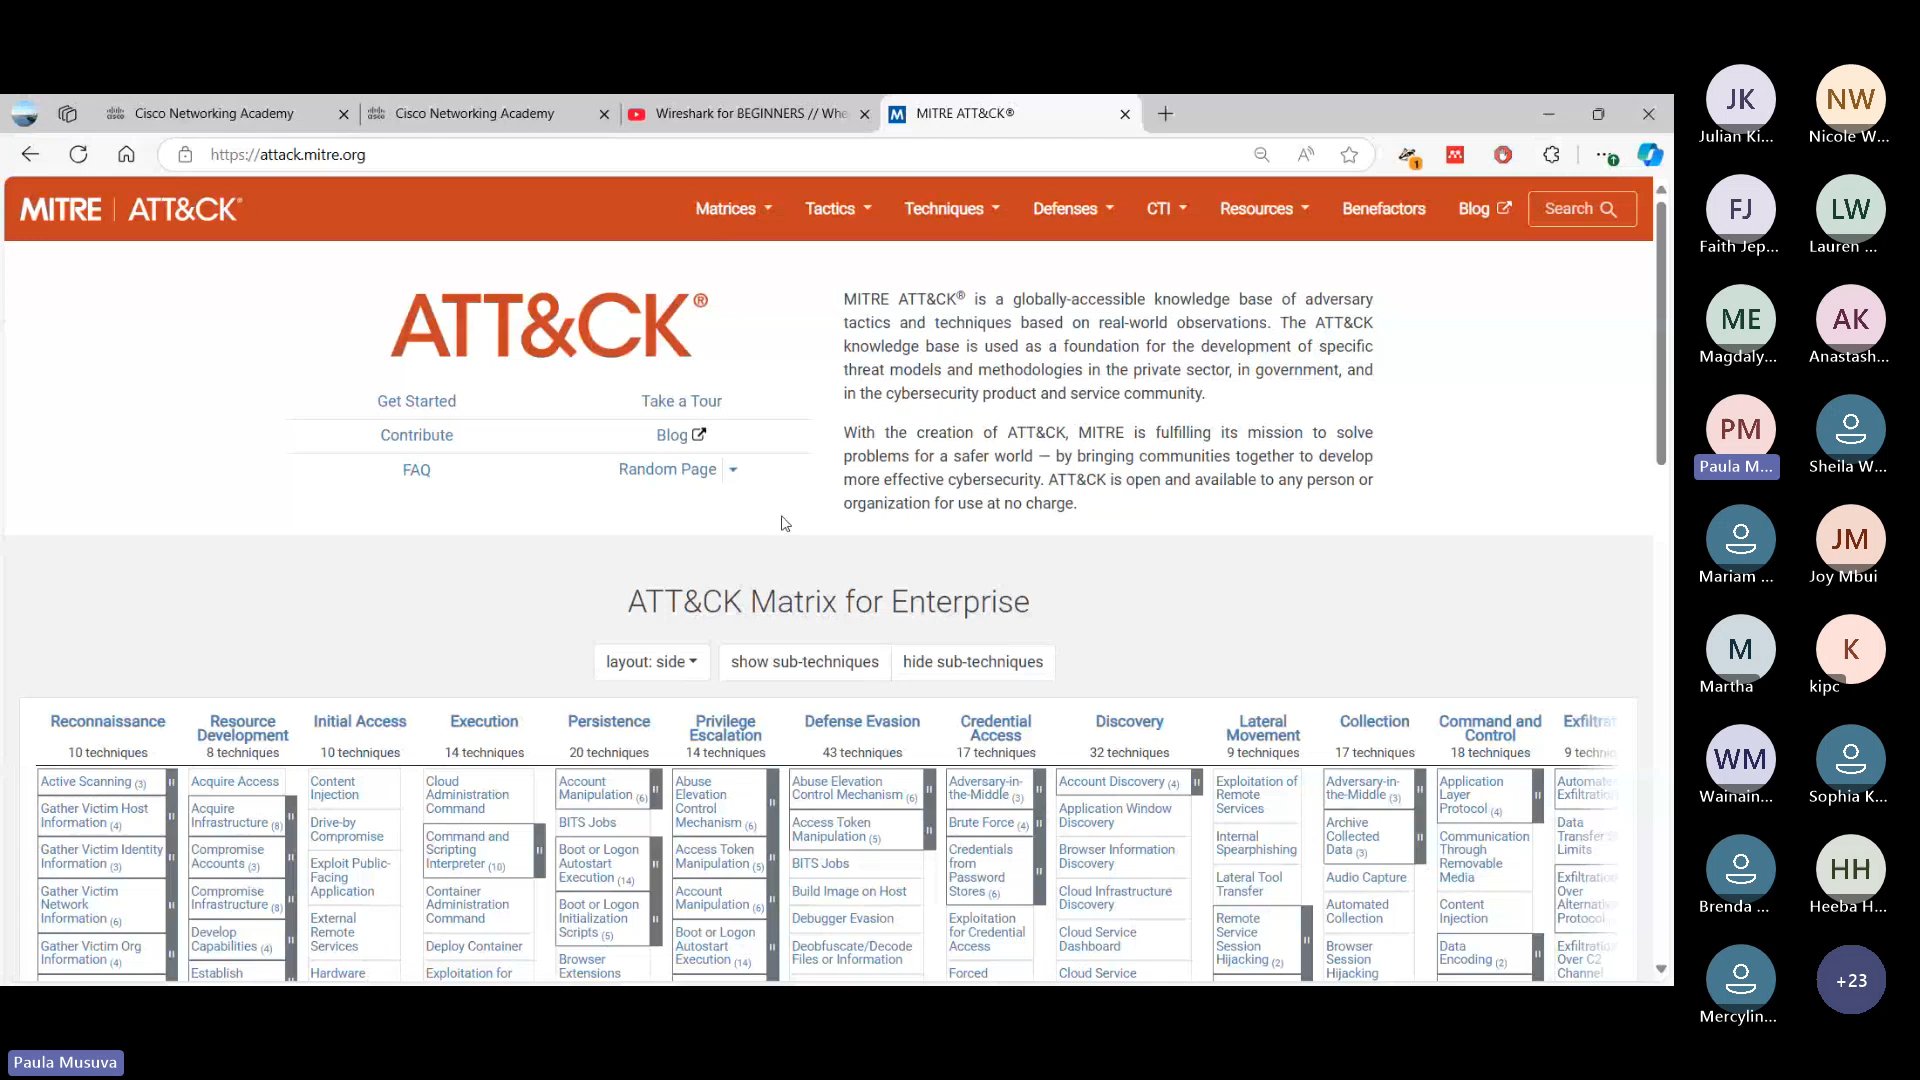 Cisco Networking Academy
Cisco Networking Academy
Wireshark for BEGINNERS // Whe
MITRE ATT&CK®
https://attack.mitre.org
1
MITRE | ATT&CK®
Matrices
Tactics
Techniques
Defenses
CTI
Resources
Benefactors
Blog
Search
ATT&CK®
Get Started
Take a Tour
Contribute
Blog
FAQ
Random Page
MITRE ATT&CK® is a globally-accessible knowledge base of adversary
tactics and techniques based on real-world observations. The ATT&CK
knowledge base is used as a foundation for the development of specific
threat models and methodologies in the private sector, in government, and
in the cybersecurity product and service community.
With the creation of ATT&CK, MITRE is fulfilling its mission to solve
problems for a safer world — by bringing communities together to develop
more effective cybersecurity. ATT&CK is open and available to any person or
organization for use at no charge.
ATT&CK Matrix for Enterprise
layout: side
show sub-techniques
hide sub-techniques
Reconnaissance
10 techniques
Active Scanning (3)
Gather Victim Host
Information (4)
Gather Victim Identity
Information (3)
Gather Victim
Network
Information (6)
Gather Victim Org
Information (4)
Resource
Development
8 techniques
Acquire Access
Acquire
Infrastructure (8)
Compromise
Accounts (3)
Compromise
Infrastructure (8)
Develop
Capabilities (4)
Establish
Initial Access
10 techniques
Content
Injection
Drive-by
Compromise
Exploit Public-
Facing
Application
External
Remote
Services
Hardware
Execution
14 techniques
Cloud
Administration
Command
Command and
Scripting
Interpreter (10)
Container
Administration
Command
Deploy Container
Exploitation for
Persistence
20 techniques
Account
Manipulation (6)
BITS Jobs
Boot or Logon
Autostart
Execution (14)
Boot or Logon
Initialization
Scripts (5)
Browser
Extensions
Privilege
Escalation
14 techniques
Abuse
Elevation
Control
Mechanism (6)
Access Token
Manipulation (5)
Account
Manipulation (6)
Boot or Logon
Autostart
Execution (14)
Defense Evasion
43 techniques
Abuse Elevation
Control Mechanism (6)
Access Token
Manipulation (5)
BITS Jobs
Build Image on Host
Debugger Evasion
Deobfuscate/Decode
Files or Information
Credential
Access
17 techniques
Adversary-in-
the-Middle (3)
Brute Force (4)
Credentials
from
Password
Stores (6)
Exploitation
for Credential
Access
Forced
Discovery
32 techniques
Account Discovery (4)
Application Window
Discovery
Browser Information
Discovery
Cloud Infrastructure
Discovery
Cloud Service
Dashboard
Cloud Service
Lateral
Movement
9 techniques
Exploitation of
Remote
Services
Internal
Spearphishing
Lateral Tool
Transfer
Remote
Service
Session
Hijacking (2)
Collection
17 techniques
Adversary-in-
the-Middle (3)
Archive
Collected
Data (3)
Audio Capture
Automated
Collection
Browser
Session
Hijacking
Command and
Control
18 techniques
Application
Layer
Protocol (4)
Communication
Through
Removable
Media
Content
Injection
Data
Encoding (2)
Exfiltrat
9 techni
Automate
Exfiltratio
Data
Transfer S
Limits
Exfiltratio
Over
Alternativ
Protocol
Exfiltratio
Over C2
Channel
JK
Julian Ki...
NW
Nicole W...
FJ
Faith Jep...
LW
Lauren ...
ME
Magdaly...
AK
Anastash...
PM
Paula M...
Sheila W...
Mariam ...
JM
Joy Mbui
M
Martha
K
kipc
WM
Wainain...
Sophia K...
Brenda ...
HH
Heeba H...
Mercylin...
+23
Paula Musuva